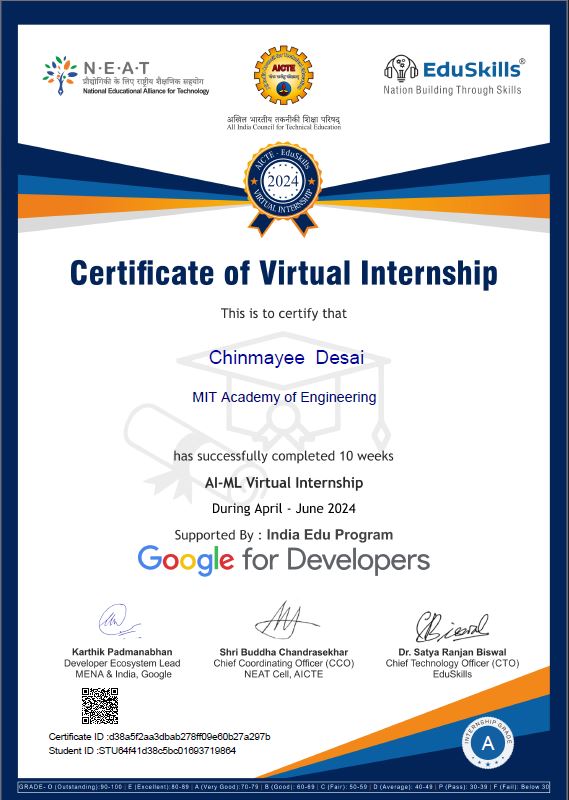 N·E·A·T
प्रौद्योगिकी के लिए राष्ट्रीय शैक्षणिक सहयोग
National Educational Alliance for Technology
AICTE
अखिल भारतीय तकनीकी शिक्षा परिषद्
All India Council for Technical Education
EduSkills®
Nation Building Through Skills
AICTE - EduSkills
2024
VIRTUAL INTERNSHIP
Certificate of Virtual Internship
This is to certify that
Chinmayee Desai
MIT Academy of Engineering
has successfully completed 10 weeks
AI-ML Virtual Internship
During April - June 2024
Supported By : India Edu Program
Google for Developers
Karthik Padmanabhan
Developer Ecosystem Lead
MENA & India, Google
Shri Buddha Chandrasekhar
Chief Coordinating Officer (CCO)
NEAT Cell, AICTE
Dr. Satya Ranjan Biswal
Chief Technology Officer (CTO)
EduSkills
Certificate ID :d38a5f2aa3dbab278ff09e60b27a297b
Student ID :STU64f41d38c5bc01693719864
INTERNSHIP GRADE
A
GRADE- O (Outstanding):90-100 | E (Excellent):80-89 | A (Very Good):70-79 | B (Good): 60-69 | C (Fair): 50-59 | D (Average): 40-49 | P (Pass): 30-39 | F (Fail): Below 30